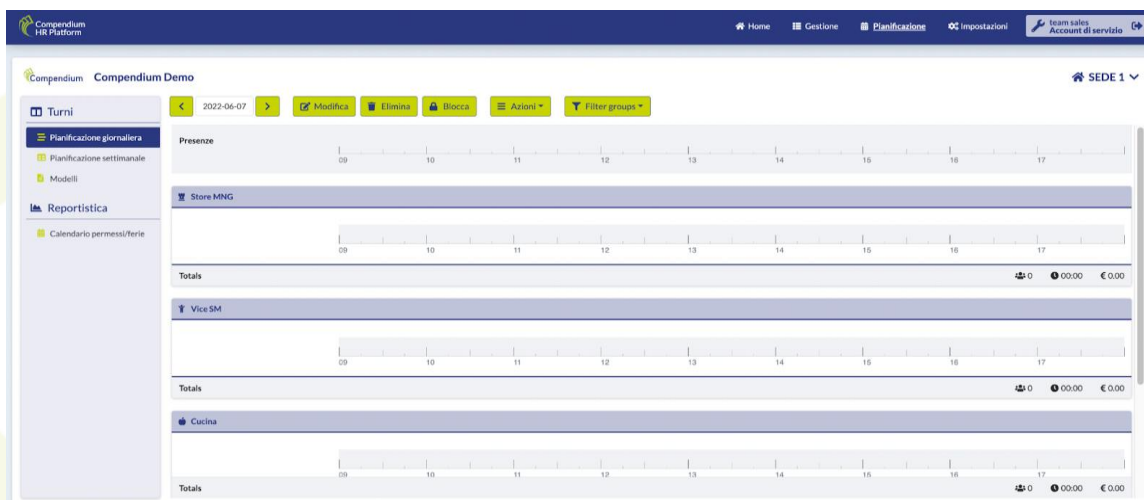 Compendium
HR Platform
Home Gestione Planificazione Impostazioni team sales
Account di servizio
Compendium Compendium Demo SEDE 1
Turni
Planificazione giornaliera
Planificazione settimanale
Modelli
Reportistica
Calendario permessi/ferie
2022-06-07 Modifica Elimina Blocca Azioni Filter groups
Presenze
09 10 11 12 13 14 15 16 17
Store MNG
09 10 11 12 13 14 15 16 17
Totals 0 00:00 € 0.00
Vice SM
09 10 11 12 13 14 15 16 17
Totals 0 00:00 € 0.00
Cucina
09 10 11 12 13 14 15 16 17
Totals 0 00:00 € 0.00